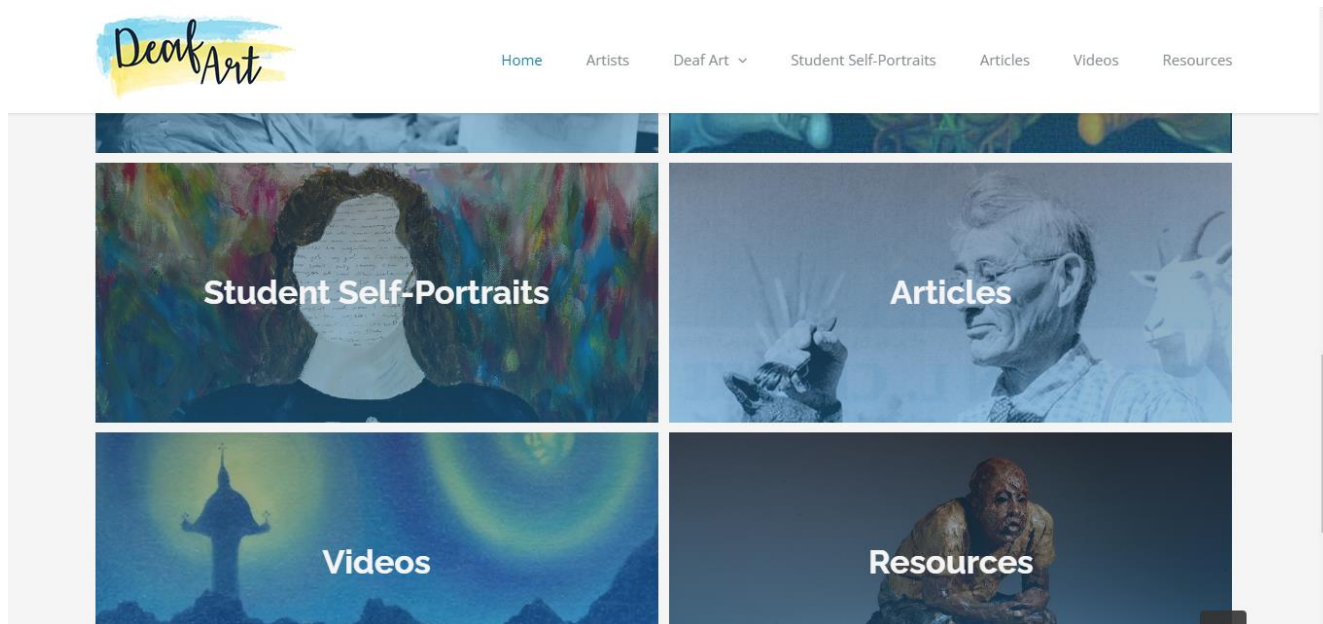 Deaf Art
Home Artists Deaf Art Student Self-Portraits Articles Videos Resources
Student Self-Portraits
Articles
Videos
Resources